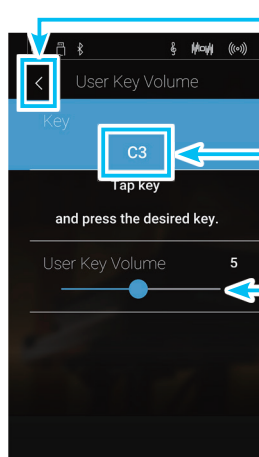 User Key Volume
Key
C3
Tap key
and press the desired key.
User Key Volume 5